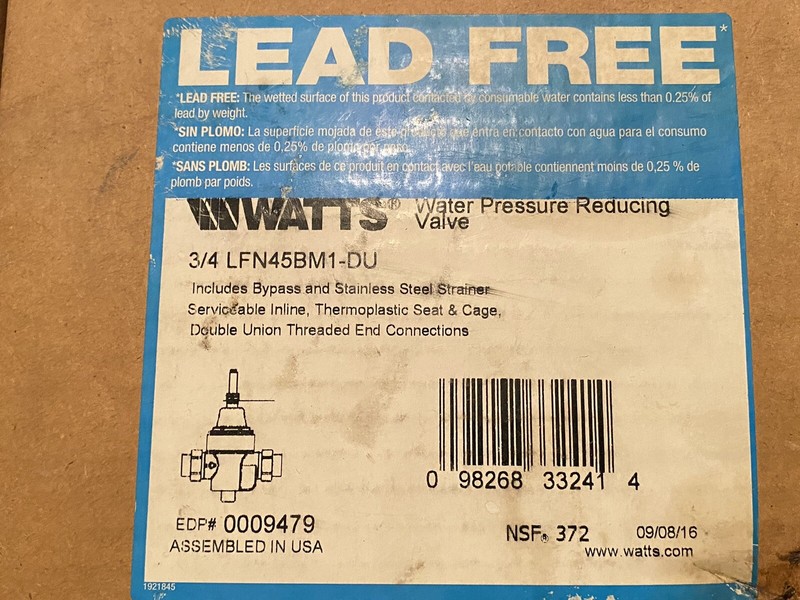 LEAD FREE*
*LEAD FREE: The wetted surface of this product contacted by consumable water contains less than 0.25% of
lead by weight.
*SIN PLOMO: La superficie mojada de este producto que entra en contacto con agua para el consumo
contiene menos de 0,25% de plomo por peso.
*SANS PLOMB: Les surfaces de ce produit en contact avec l'eau potable contiennent moins de 0,25 % de
plomb par poids.
WATTS® Water Pressure Reducing
Valve
3/4 LFN45BM1-DU
Includes Bypass and Stainless Steel Strainer
Serviceable Inline, Thermoplastic Seat & Cage,
Double Union Threaded End Connections
0 98268 33241 4
EDP# 0009479
ASSEMBLED IN USA
NSF® 372 09/08/16
www.watts.com
1921845